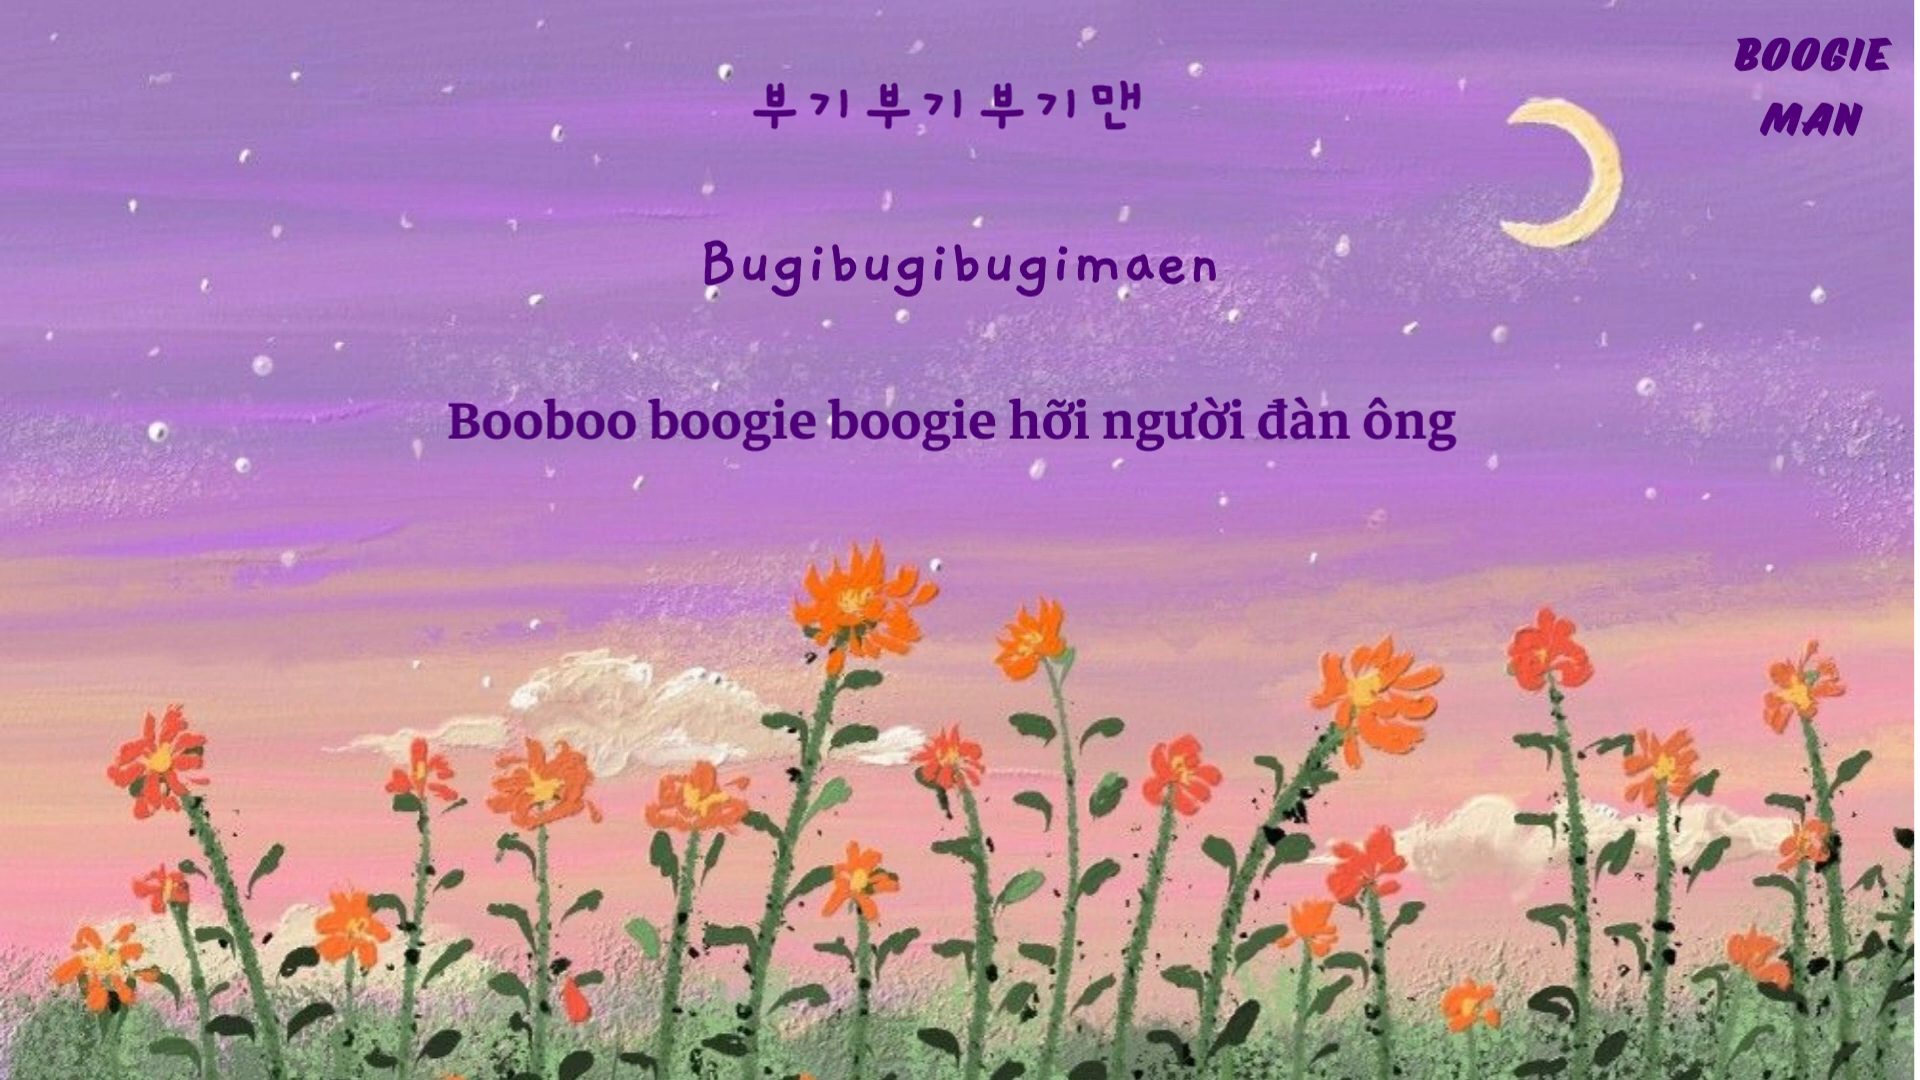 BOOGIE
MAN
부기부기부기맨
Bugibugibugimaen
Booboo boogie boogie hỡi người đàn ông